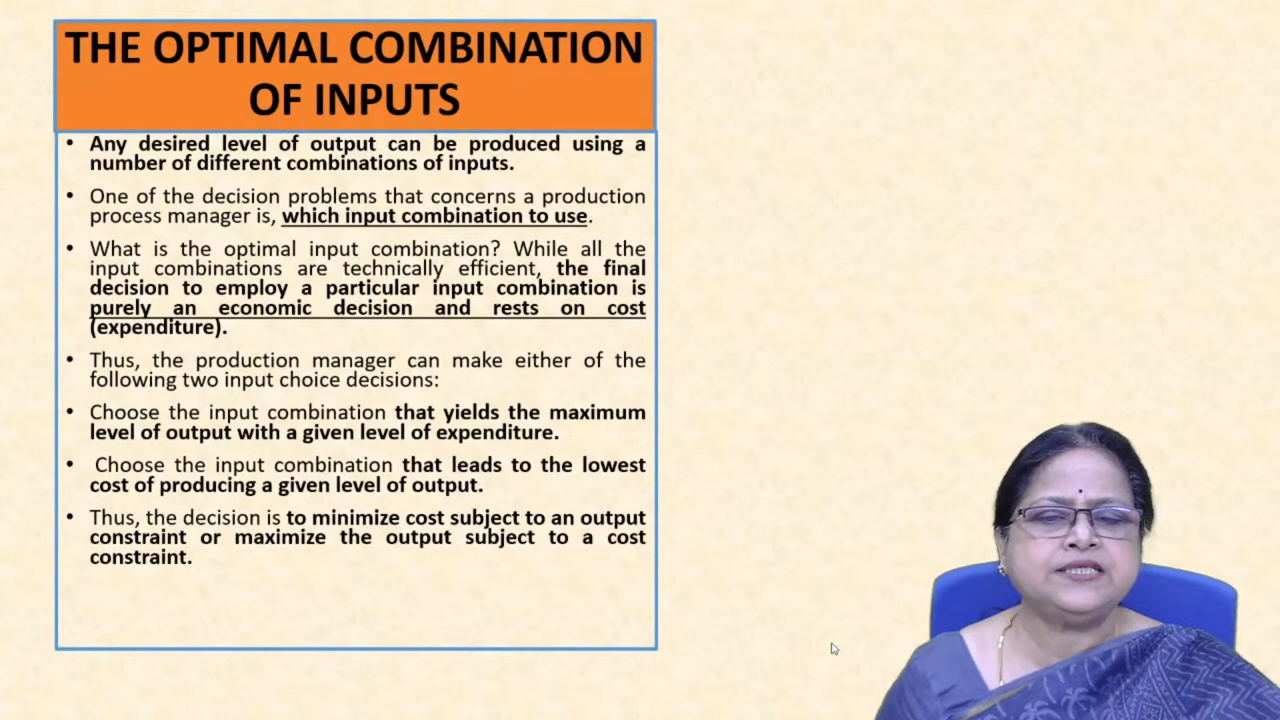 THE OPTIMAL COMBINATION
OF INPUTS
• Any desired level of output can be produced using a
number of different combinations of inputs.
• One of the decision problems that concerns a production
process manager is, which input combination to use.
• What is the optimal input combination? While all the
input combinations are technically efficient, the final
decision to employ a particular input combination is
purely an economic decision and rests on cost
(expenditure).
• Thus, the production manager can make either of the
following two input choice decisions:
• Choose the input combination that yields the maximum
level of output with a given level of expenditure.
• Choose the input combination that leads to the lowest
cost of producing a given level of output.
• Thus, the decision is to minimize cost subject to an output
constraint or maximize the output subject to a cost
constraint.